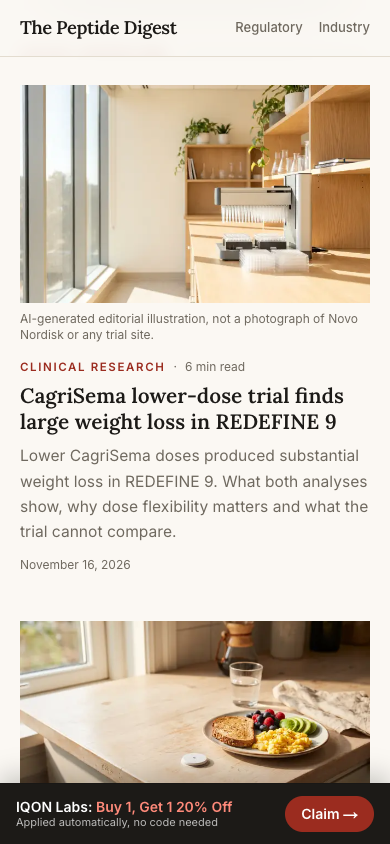 The Peptide Digest
Regulatory Industry
AI-generated editorial illustration, not a photograph of Novo
Nordisk or any trial site.
CLINICAL RESEARCH · 6 min read
CagriSema lower-dose trial finds
large weight loss in REDEFINE 9
Lower CagriSema doses produced substantial
weight loss in REDEFINE 9. What both analyses
show, why dose flexibility matters and what the
trial cannot compare.
November 16, 2026
IQON Labs: Buy 1, Get 1 20% Off
Applied automatically, no code needed
Claim →